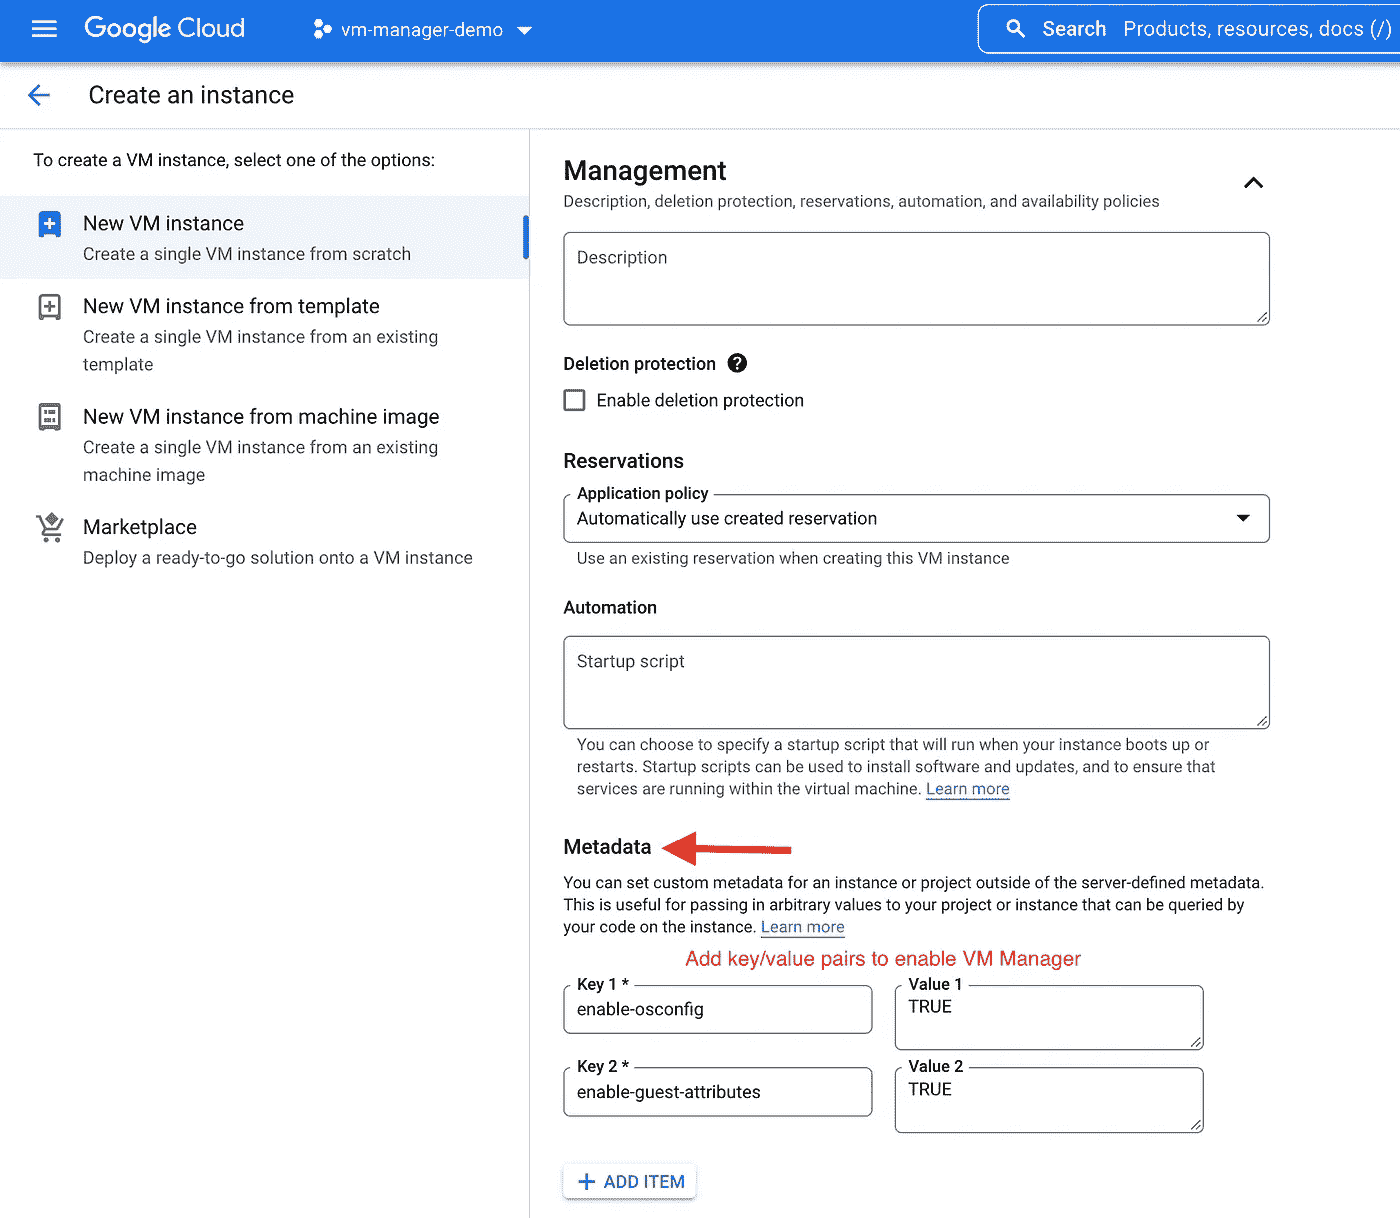 Google Cloud
vm-manager-demo
Search Products, resources, docs (/)
Create an instance
To create a VM instance, select one of the options:
New VM instance
Create a single VM instance from scratch
New VM instance from template
Create a single VM instance from an existing
template
New VM instance from machine image
Create a single VM instance from an existing
machine image
Marketplace
Deploy a ready-to-go solution onto a VM instance
Management
Description, deletion protection, reservations, automation, and availability policies
Description
Deletion protection ?
Enable deletion protection
Reservations
Application policy
Automatically use created reservation
Use an existing reservation when creating this VM instance
Automation
Startup script
You can choose to specify a startup script that will run when your instance boots up or
restarts. Startup scripts can be used to install software and updates, and to ensure that
services are running within the virtual machine. Learn more
Metadata
You can set custom metadata for an instance or project outside of the server-defined metadata.
This is useful for passing in arbitrary values to your project or instance that can be queried by
your code on the instance. Learn more
Add key/value pairs to enable VM Manager
Key 1 *
enable-osconfig
Value 1
TRUE
Key 2 *
enable-guest-attributes
Value 2
TRUE
+ ADD ITEM